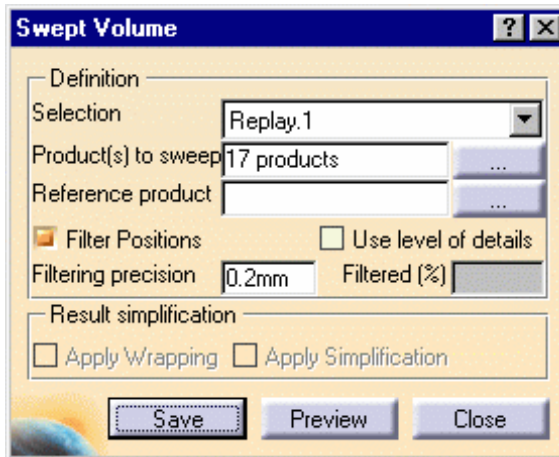 Swept Volume
Definition
Selection Replay.1
Product(s) to sweep 17 products ...
Reference product ...
Filter Positions Use level of details
Filtering precision 0.2mm Filtered (%)
Result simplification
Apply Wrapping Apply Simplification
Save Preview Close